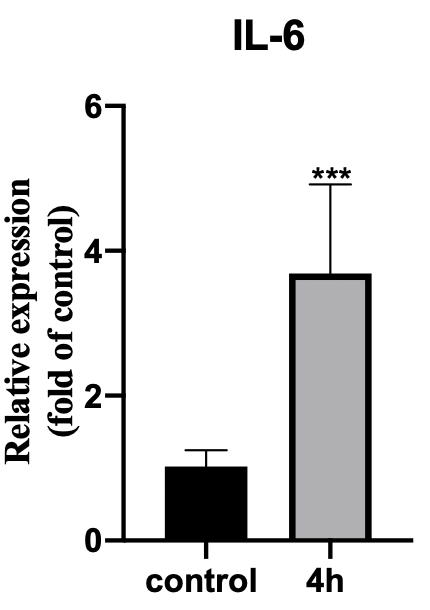 IL-6
Relative expression
(fold of control)
6
4
2
0
***
control
4h